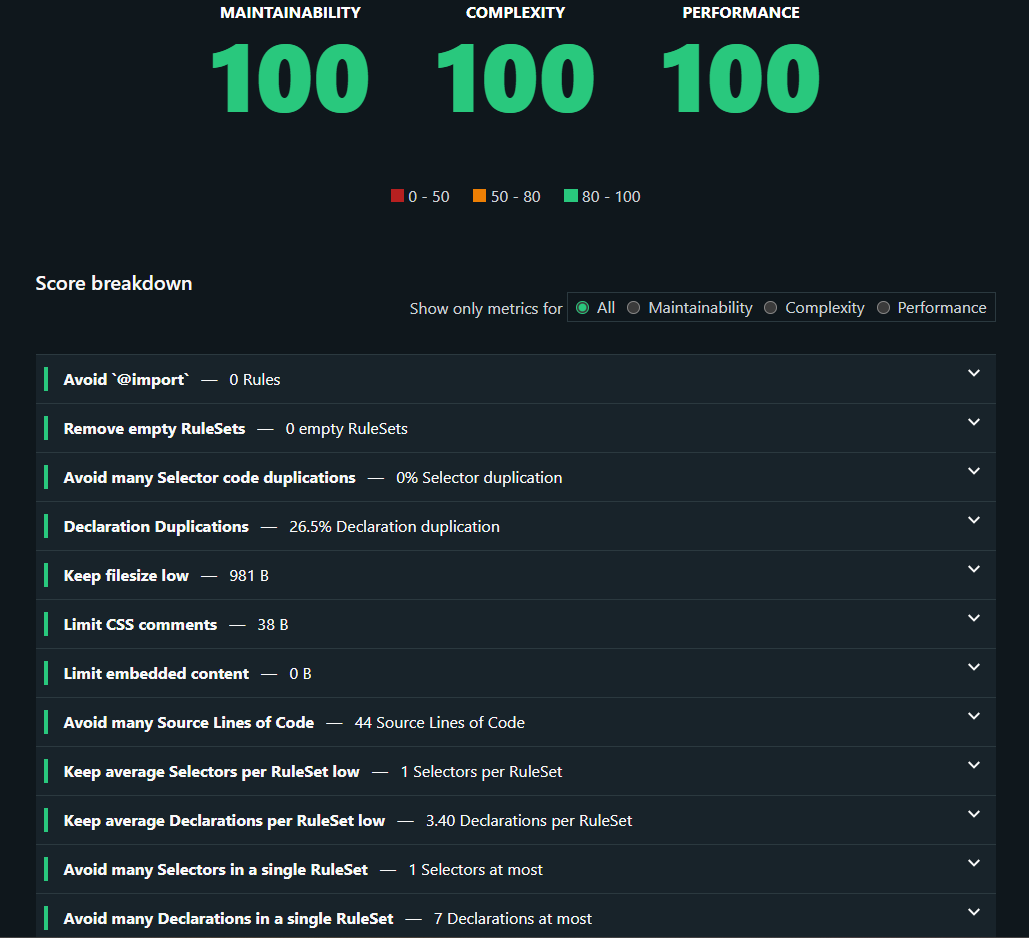 MAINTAINABILITY COMPLEXITY PERFORMANCE
100 100 100
0 - 50 50 - 80 80 - 100
Score breakdown
Show only metrics for All Maintainability Complexity Performance
Avoid `@import` — 0 Rules
Remove empty RuleSets — 0 empty RuleSets
Avoid many Selector code duplications — 0% Selector duplication
Declaration Duplications — 26.5% Declaration duplication
Keep filesize low — 981 B
Limit CSS comments — 38 B
Limit embedded content — 0 B
Avoid many Source Lines of Code — 44 Source Lines of Code
Keep average Selectors per RuleSet low — 1 Selectors per RuleSet
Keep average Declarations per RuleSet low — 3.40 Declarations per RuleSet
Avoid many Selectors in a single RuleSet — 1 Selectors at most
Avoid many Declarations in a single RuleSet — 7 Declarations at most